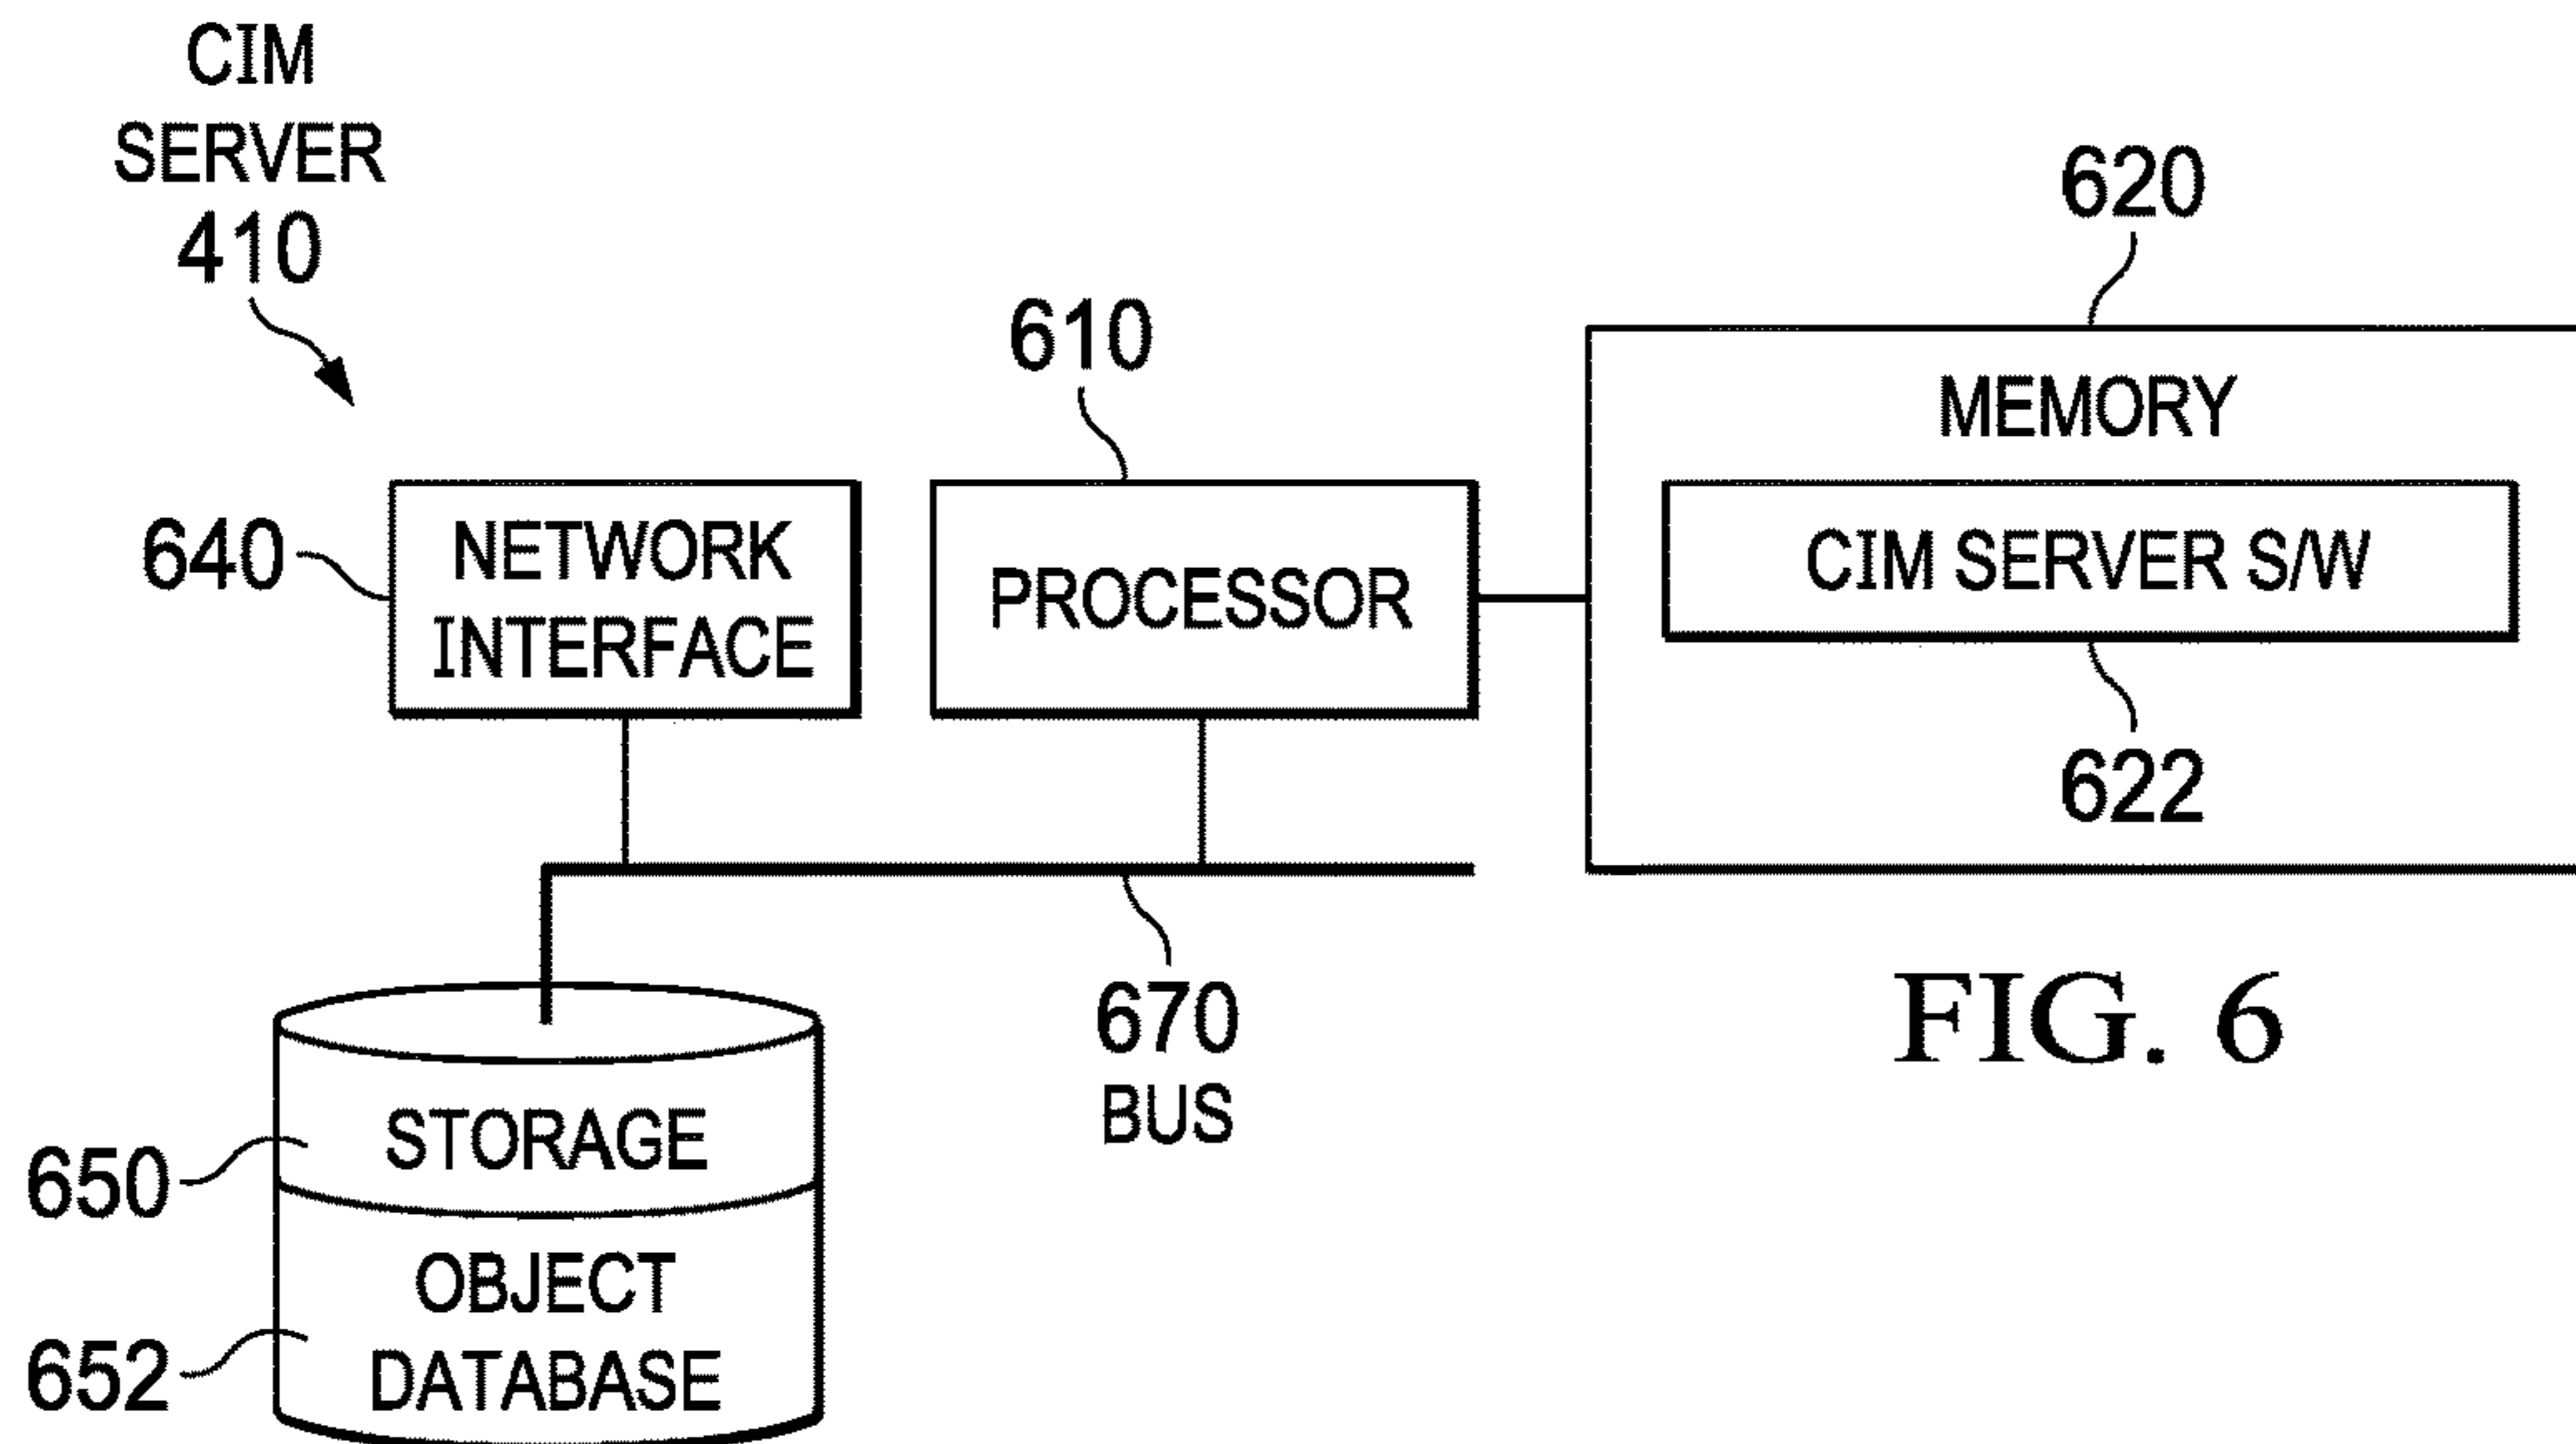 CIM
SERVER
410
620
610
MEMORY
640
NETWORK
INTERFACE
PROCESSOR
CIM SERVER S/W
622
670
BUS
FIG. 6
650
STORAGE
OBJECT
DATABASE
652